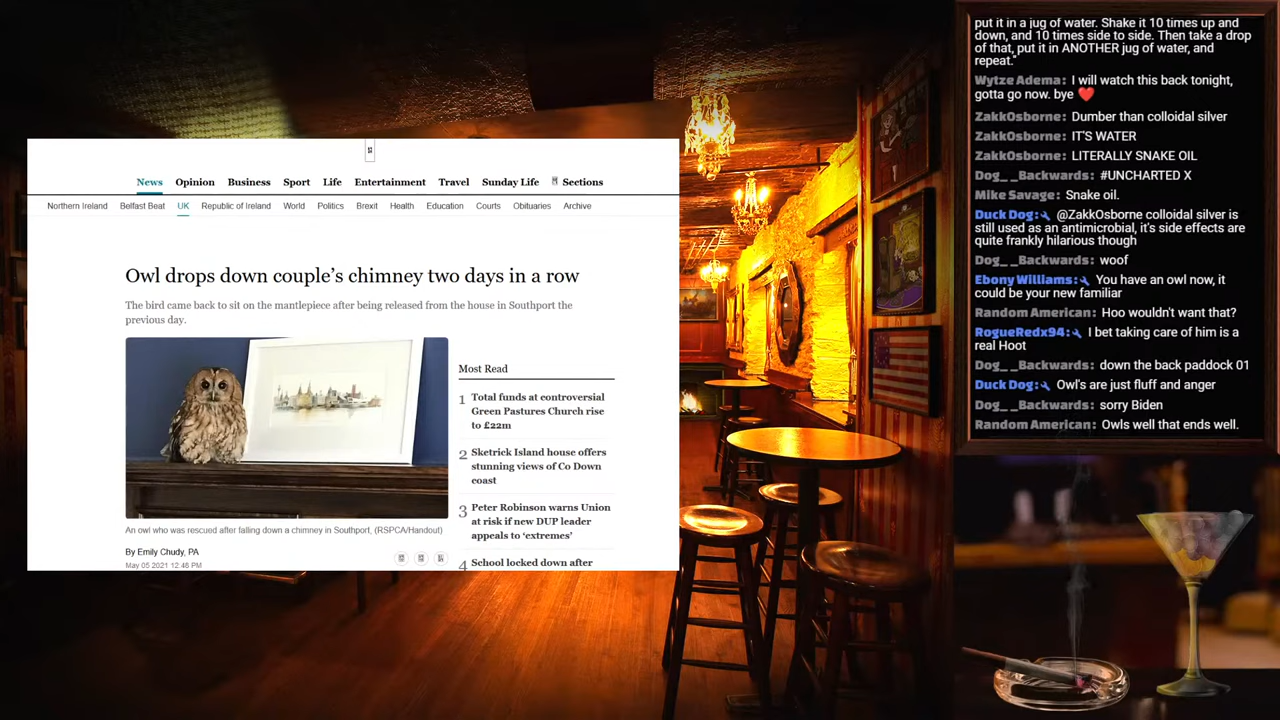 News Opinion Business Sport Life Entertainment Travel Sunday Life Sections
Northern Ireland Belfast Beat UK Republic of Ireland World Politics Brexit Health Education Courts Obituaries Archive
Owl drops down couple's chimney two days in a row
The bird came back to sit on the mantlepiece after being released from the house in Southport the
previous day.
An owl who was rescued after falling down a chimney in Southport, (RSPCA/Handout)
By Emily Chudy, PA
May 05 2021 12:46 PM
Most Read
1 Total funds at controversial
Green Pastures Church rise
to £22m
2 Sketrick Island house offers
stunning views of Co Down
coast
3 Peter Robinson warns Union
at risk if new DUP leader
appeals to 'extremes'
4 School locked down after
put it in a jug of water. Shake it 10 times up and
down, and 10 times side to side. Then take a drop
of that, put it in ANOTHER jug of water, and
repeat."
Wytze Adema: I will watch this back tonight,
gotta go now. bye ❤️
ZakkOsborne: Dumber than colloidal silver
ZakkOsborne: IT'S WATER
ZakkOsborne: LITERALLY SNAKE OIL
Dog_ _Backwards: #UNCHARTED X
Mike Savage: Snake oil.
Duck Dog: @ZakkOsborne colloidal silver is
still used as an antimicrobial, it's side effects are
quite frankly hilarious though
Dog_ _Backwards: woof
Ebony Williams: You have an owl now, it
could be your new familiar
Random American: Hoo wouldn't want that?
RogueRedx94: I bet taking care of him is a
real Hoot
Dog_ _Backwards: down the back paddock 01
Duck Dog: Owl's are just fluff and anger
Dog_ _Backwards: sorry Biden
Random American: Owls well that ends well.